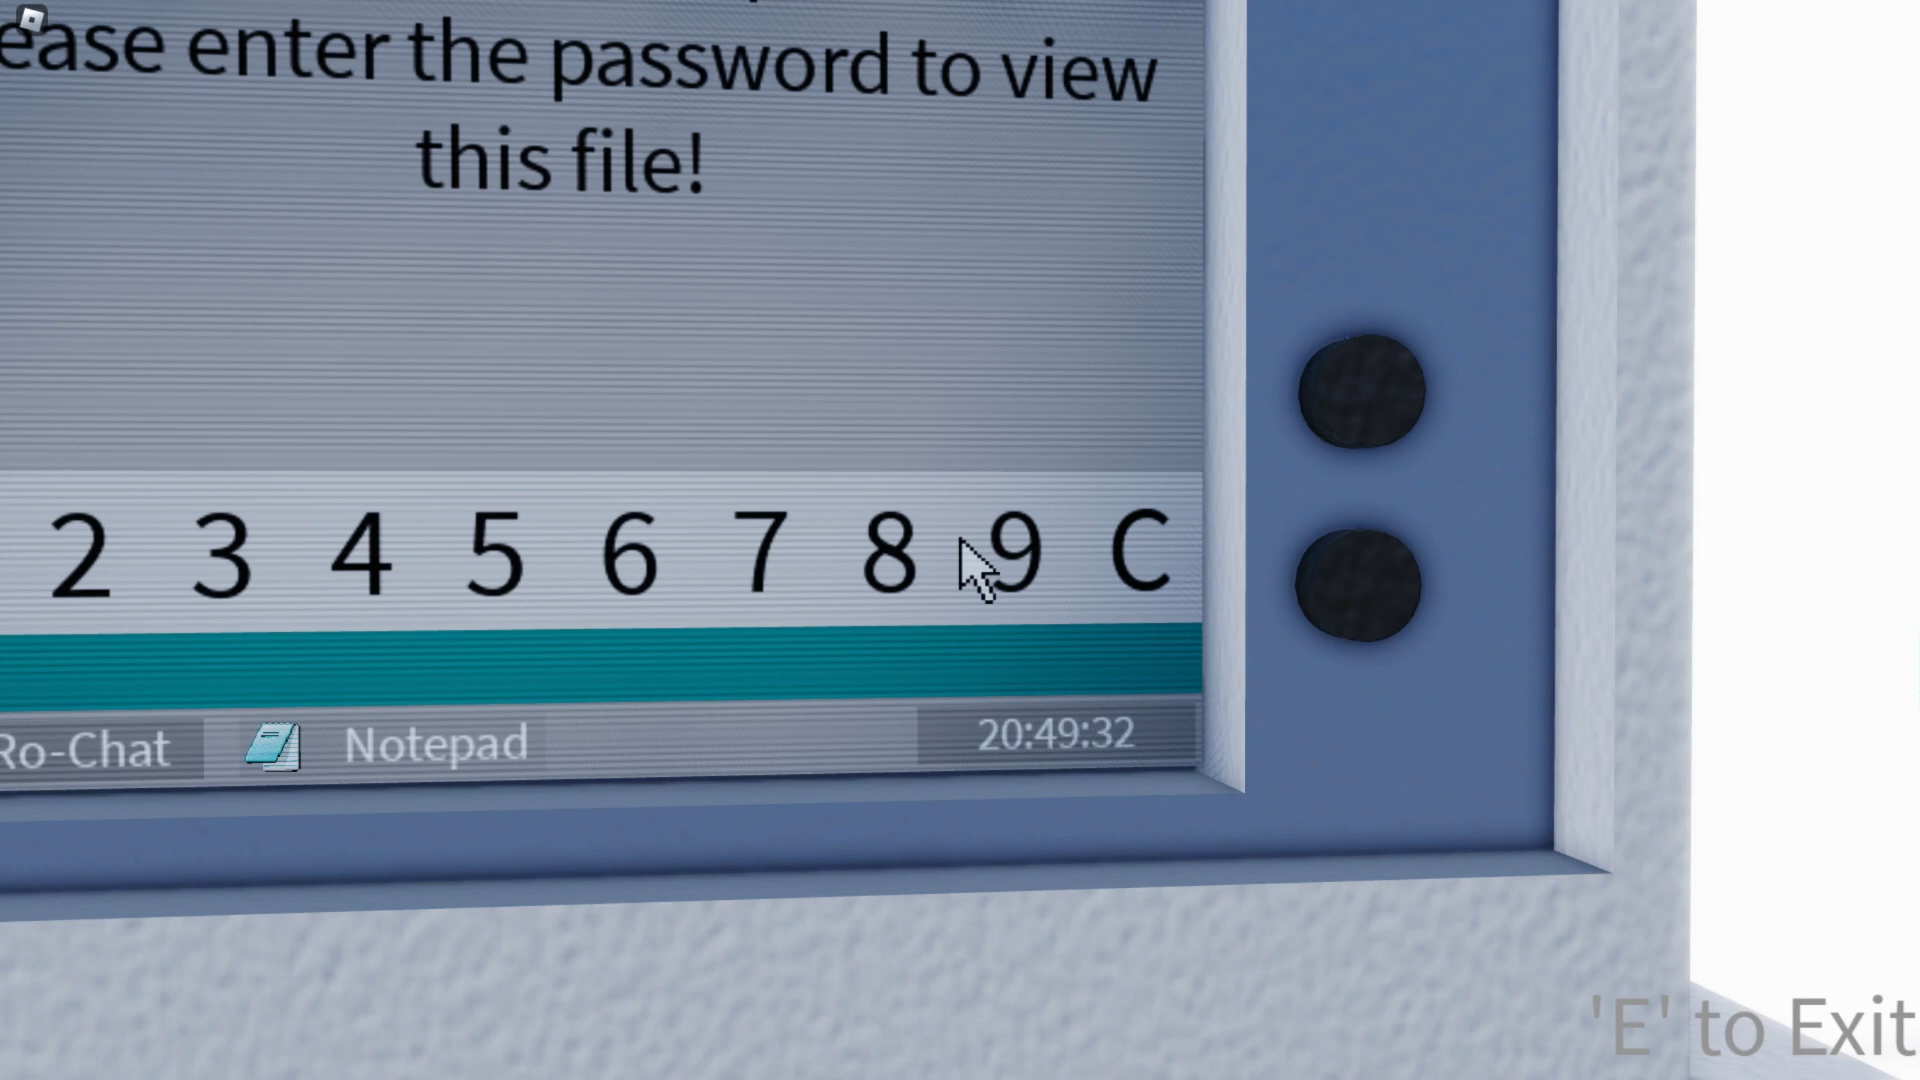 ease enter the password to view
this file!
2 3 4 5 6 7 8 9 C
Ro-Chat Notepad 20:49:32
'E' to Exit